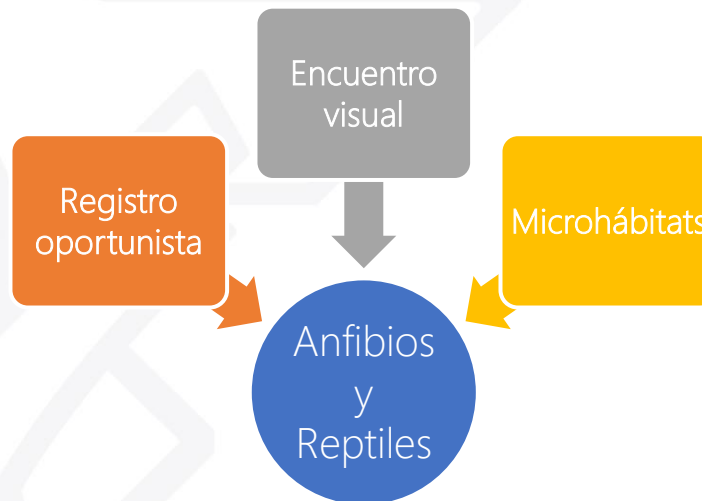 Encuentro
visual
Registro
oportunista
Microhábitats
Anfibios
y
Reptiles